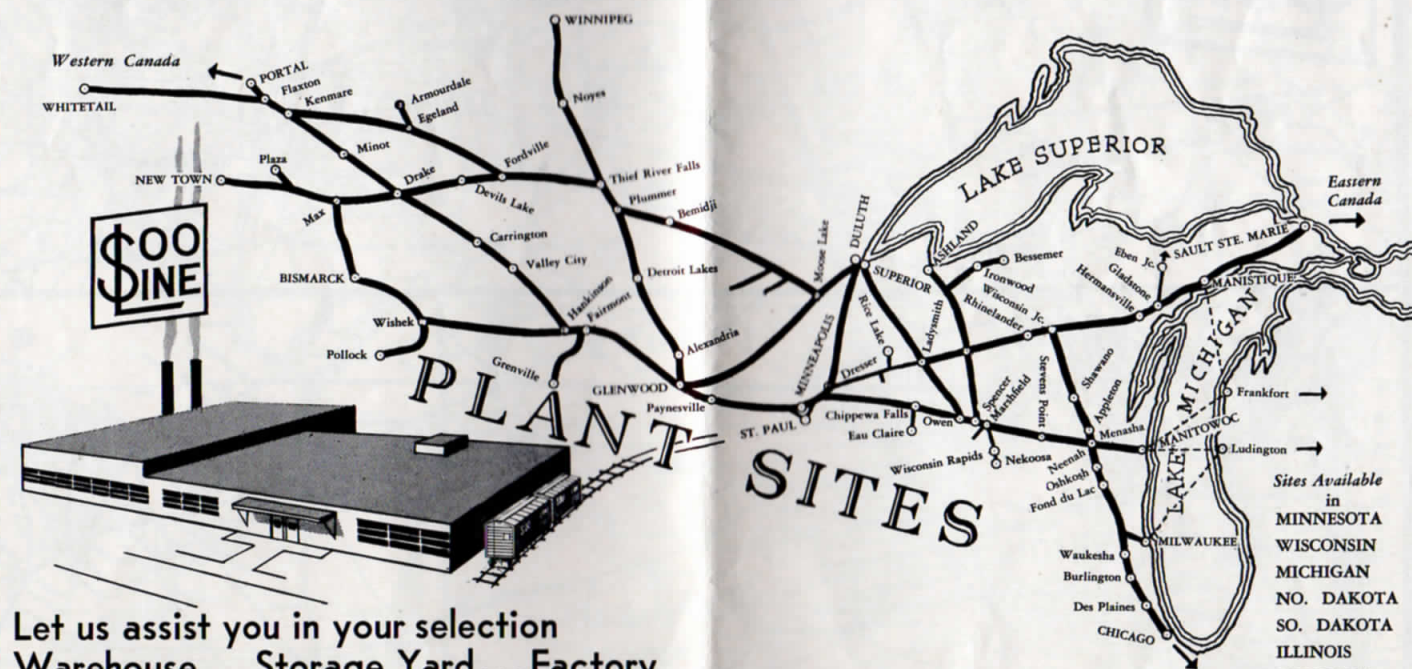 WINNIPEG
Western Canada
PORTAL
Flaxton
Kenmare
WHITETAIL
Armourdale
Egeland
Noyes
Minot
Plaza
NEW TOWN
Drake
Fordville
Devils Lake
Thief River Falls
Plummer
Bemidji
Max
Carrington
Valley City
BISMARCK
Detroit Lakes
Wishek
Hankinson
Fairmont
Pollock
Grenville
Alexandria
GLENWOOD
Paynesville
Moose Lake
DULUTH
SUPERIOR
ASHLAND
LAKE SUPERIOR
Eastern
Canada
SAULT STE. MARIE
Eben Jc.
Gladstone
Hermansville
MANISTIQUE
Bessemer
Ironwood
Wisconsin Jc.
Rhinelander
Rice Lake
Ladysmith
MINNEAPOLIS
Dresser
ST. PAUL
Chippewa Falls
Eau Claire
Owen
Spencer
Marshfield
Stevens Point
Shawano
Appleton
Menasha
MANITOWOC
LAKE MICHIGAN
Frankfort
Ludington
Wisconsin Rapids
Nekoosa
Neenah
Oshkosh
Fond du Lac
MILWAUKEE
Waukesha
Burlington
Des Plaines
CHICAGO
SOO
LINE
PLANT SITES
Sites Available
in
MINNESOTA
WISCONSIN
MICHIGAN
NO. DAKOTA
SO. DAKOTA
ILLINOIS
Let us assist you in your selection
Warehouse Storage Yard Factory